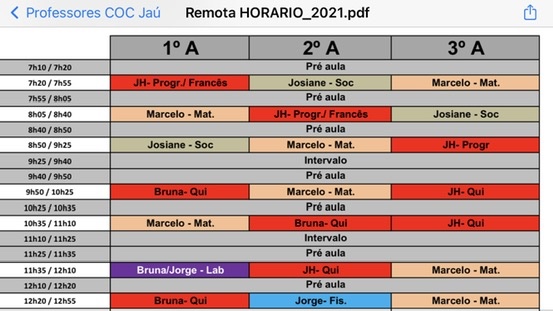 Professores COC Jaú Remota HORARIO_2021.pdf
1º A 2º A 3º A
7h10 / 7h20 Pré aula
7h20 / 7h55 JH- Progr./ Francês Josiane - Soc Marcelo - Mat.
7h55 / 8h05 Pré aula
8h05 / 8h40 Marcelo - Mat. JH- Progr./ Francês Josiane - Soc
8h40 / 8h50 Pré aula
8h50 / 9h25 Josiane - Soc Marcelo - Mat. JH- Progr
9h25 / 9h40 Intervalo
9h40 / 9h50 Pré aula
9h50 / 10h25 Bruna- Qui Marcelo - Mat. JH- Qui
10h25 / 10h35 Pré aula
10h35 / 11h10 Marcelo - Mat. Bruna - Qui JH- Qui
11h10 / 11h25 Intervalo
11h25 / 11h35 Pré aula
11h35 / 12h10 Bruna/Jorge - Lab JH- Qui Marcelo - Mat.
12h10 / 12h20 Pré aula
12h20 / 12h55 Bruna- Qui Jorge- Fis. Marcelo - Mat.